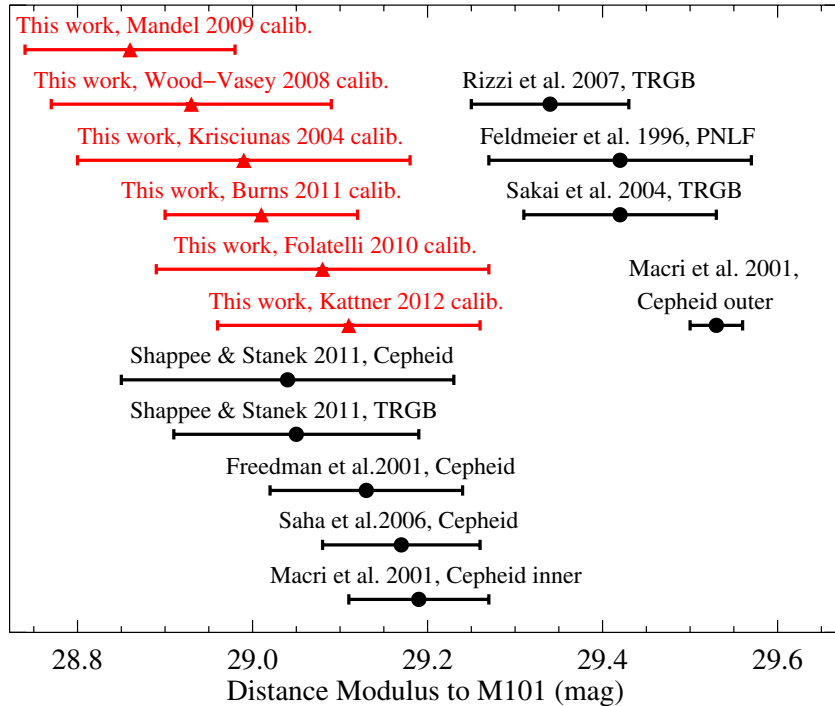 This work, Mandel 2009 calib.
This work, Wood−Vasey 2008 calib.
Rizzi et al. 2007, TRGB
This work, Krisciunas 2004 calib.
Feldmeier et al. 1996, PNLF
This work, Burns 2011 calib.
Sakai et al. 2004, TRGB
This work, Folatelli 2010 calib.
Macri et al. 2001,
Cepheid outer
This work, Kattner 2012 calib.
Shappee & Stanek 2011, Cepheid
Shappee & Stanek 2011, TRGB
Freedman et al.2001, Cepheid
Saha et al.2006, Cepheid
Macri et al. 2001, Cepheid inner
28.8 29.0 29.2 29.4 29.6
Distance Modulus to M101 (mag)